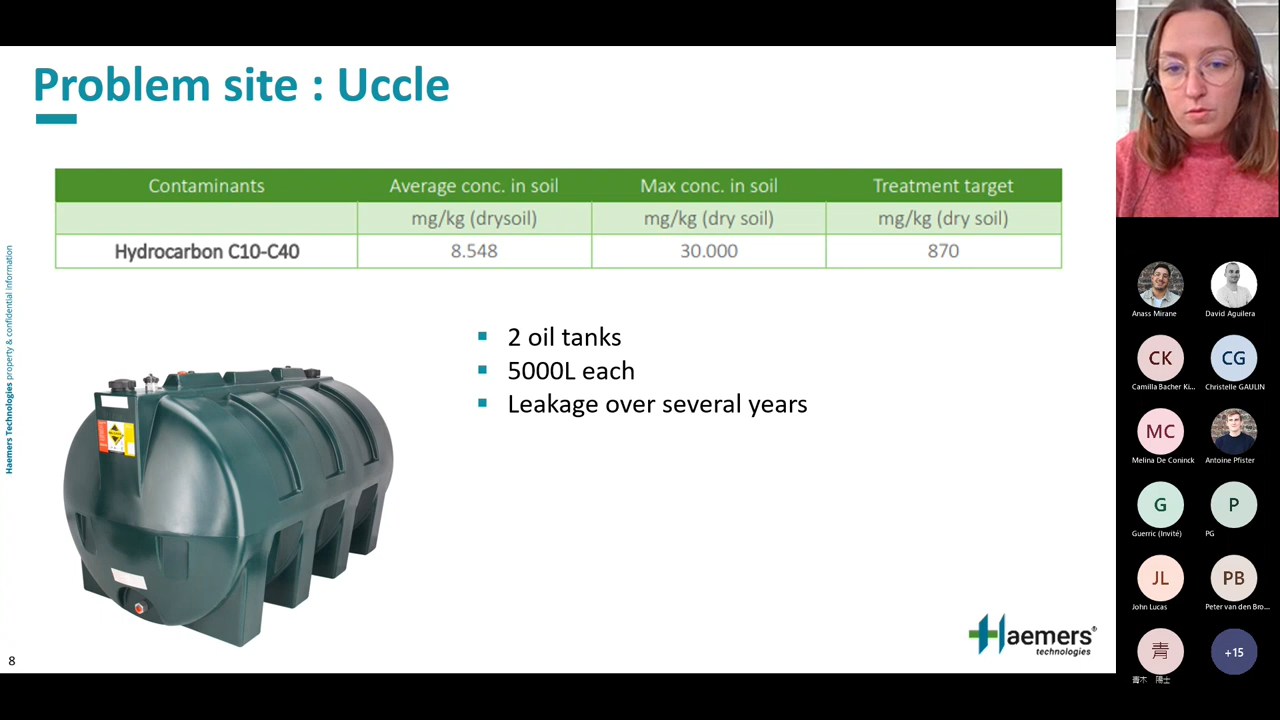 Problem site : Uccle
Contaminants Average conc. in soil Max conc. in soil Treatment target
mg/kg (drysoil) mg/kg (dry soil) mg/kg (dry soil)
Hydrocarbon C10-C40 8.548 30.000 870
2 oil tanks
5000L each
Leakage over several years
Haemers Technologies property & confidential information
Haemers®
technologies
8
Anass Mirane
David Aguilera
CK
CG
Camilla Bacher Ki...
Christelle GAULIN
MC
Melina De Coninck
Antoine Pfister
G
P
Guerric (Invité)
PG
JL
PB
John Lucas
Peter van den Bro...
青
+15
青木 陽士